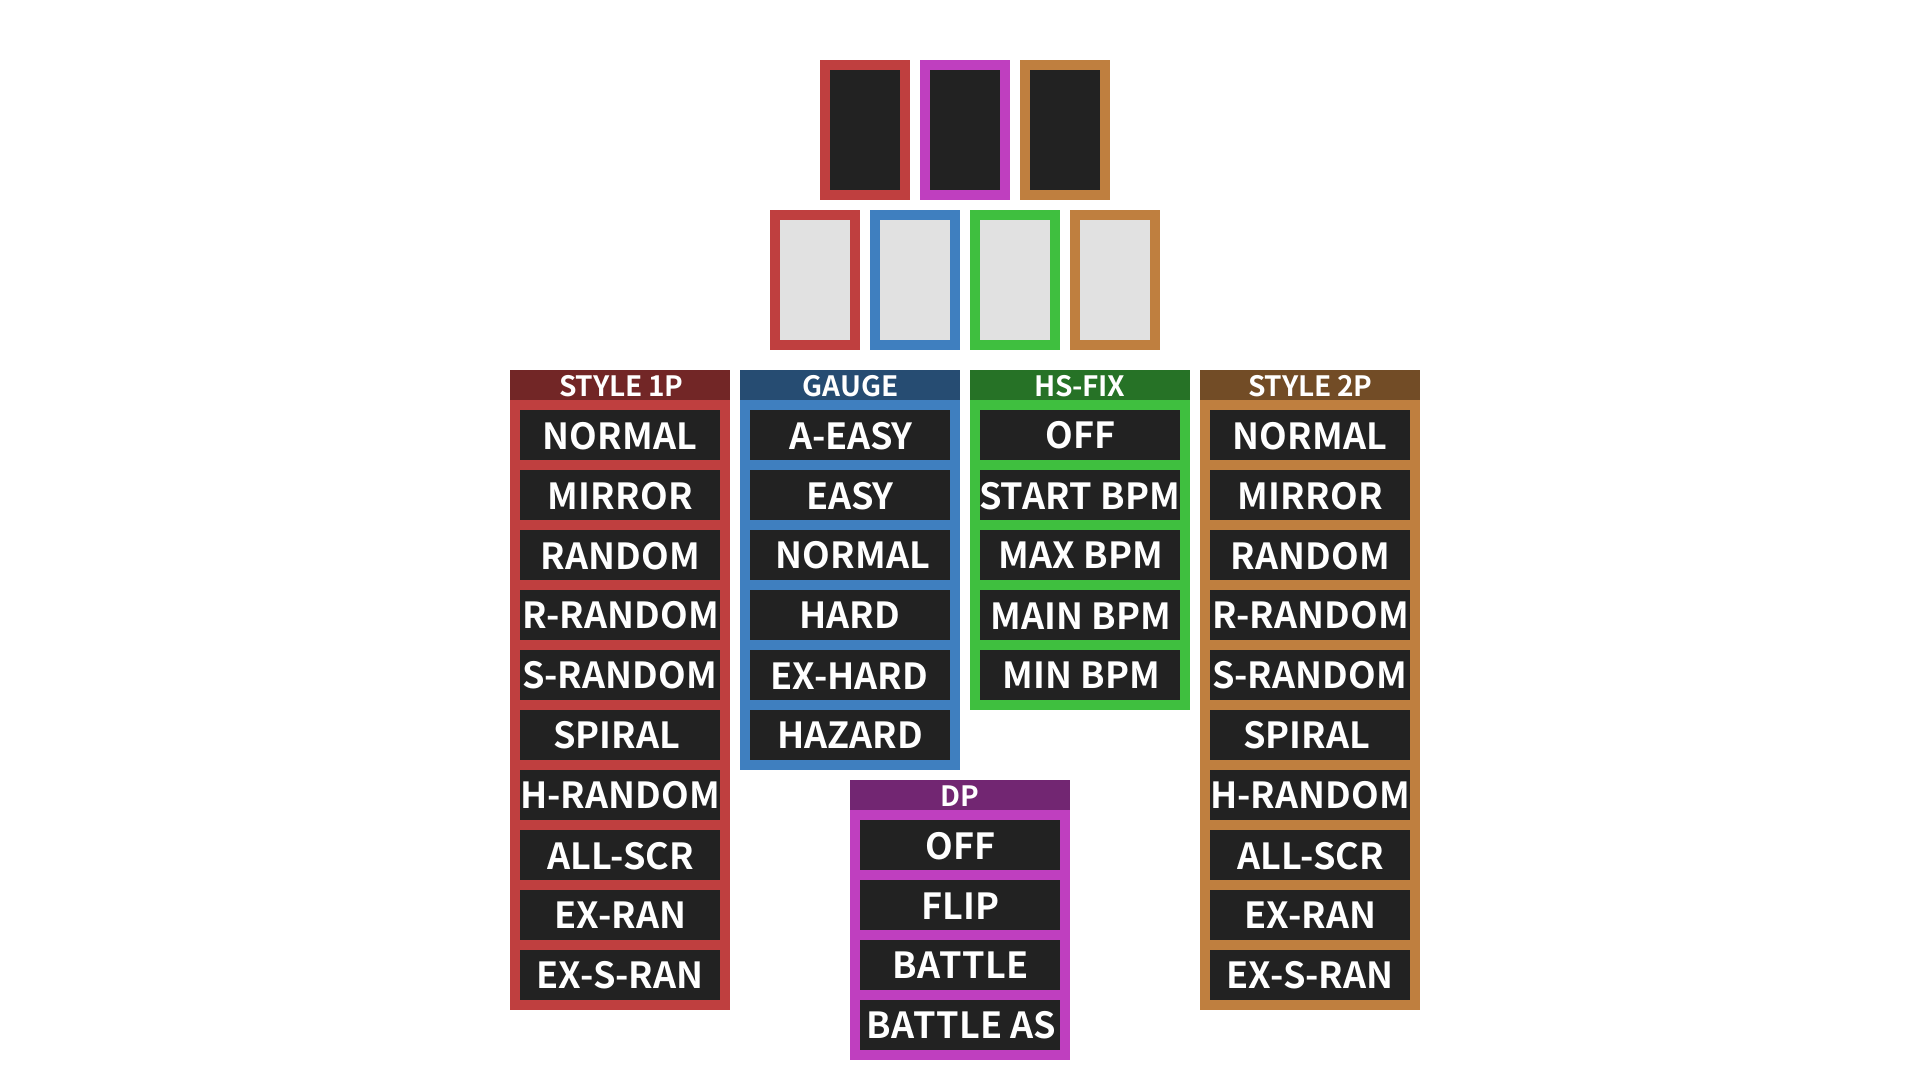 STYLE 1P
NORMAL
MIRROR
RANDOM
R-RANDOM
S-RANDOM
SPIRAL
H-RANDOM
ALL-SCR
EX-RAN
EX-S-RAN
GAUGE
A-EASY
EASY
NORMAL
HARD
EX-HARD
HAZARD
HS-FIX
OFF
START BPM
MAX BPM
MAIN BPM
MIN BPM
DP
OFF
FLIP
BATTLE
BATTLE AS
STYLE 2P
NORMAL
MIRROR
RANDOM
R-RANDOM
S-RANDOM
SPIRAL
H-RANDOM
ALL-SCR
EX-RAN
EX-S-RAN